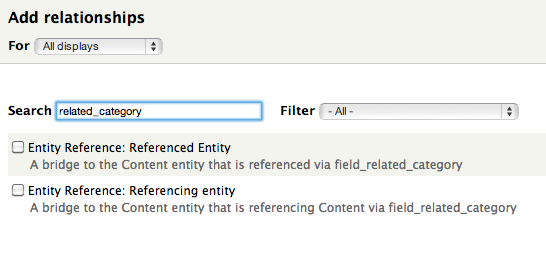 Add relationships
For All displays
Search related_category Filter - All -
Entity Reference: Referenced Entity
A bridge to the Content entity that is referenced via field_related_category
Entity Reference: Referencing entity
A bridge to the Content entity that is referencing Content via field_related_category